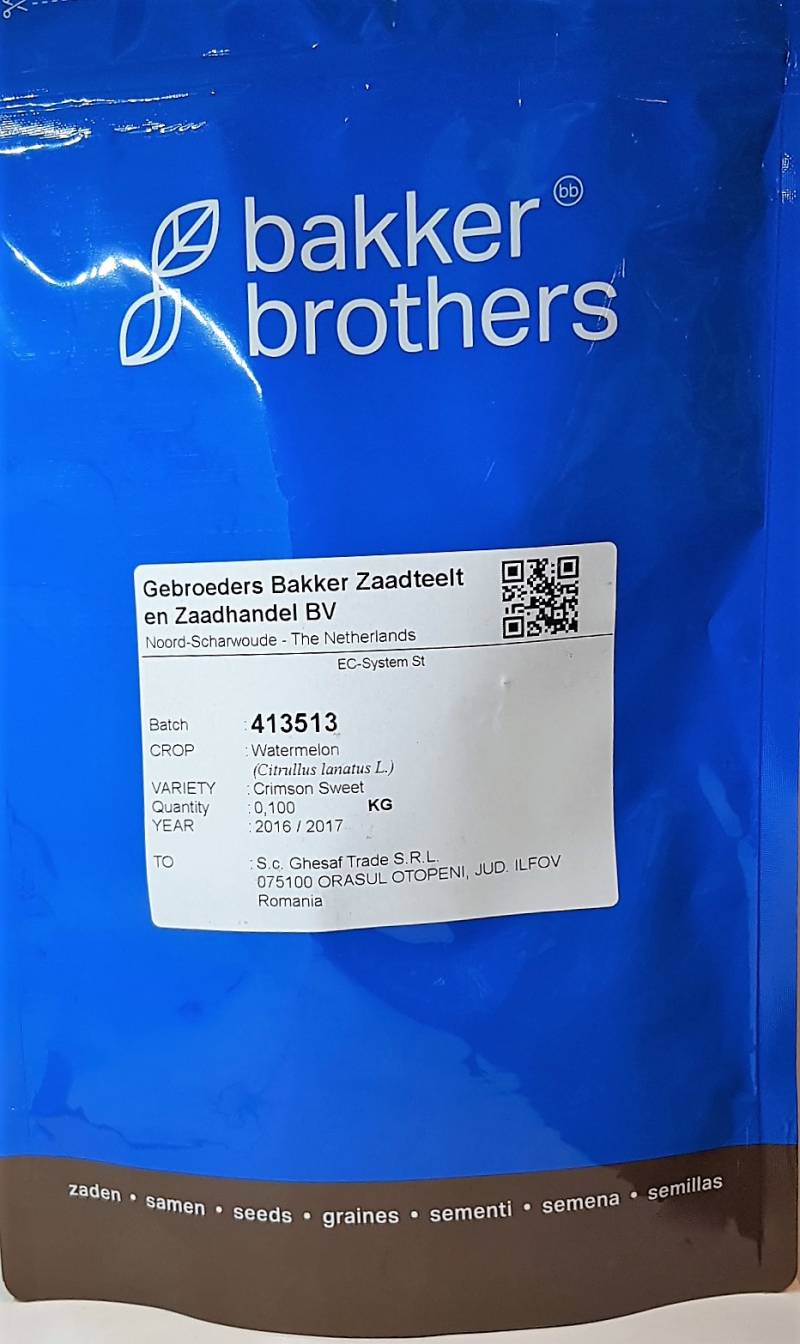 bakker bb
brothers
Gebroeders Bakker Zaadteelt
en Zaadhandel BV
Noord-Scharwoude - The Netherlands
EC-System St
Batch : 413513
CROP : Watermelon
(Citrullus lanatus L.)
VARIETY : Crimson Sweet
Quantity : 0,100 KG
YEAR : 2016 / 2017
TO : S.c. Ghesaf Trade S.R.L.
075100 ORASUL OTOPENI, JUD. ILFOV
Romania
zaden • samen • seeds • graines • sementi • semena • semillas